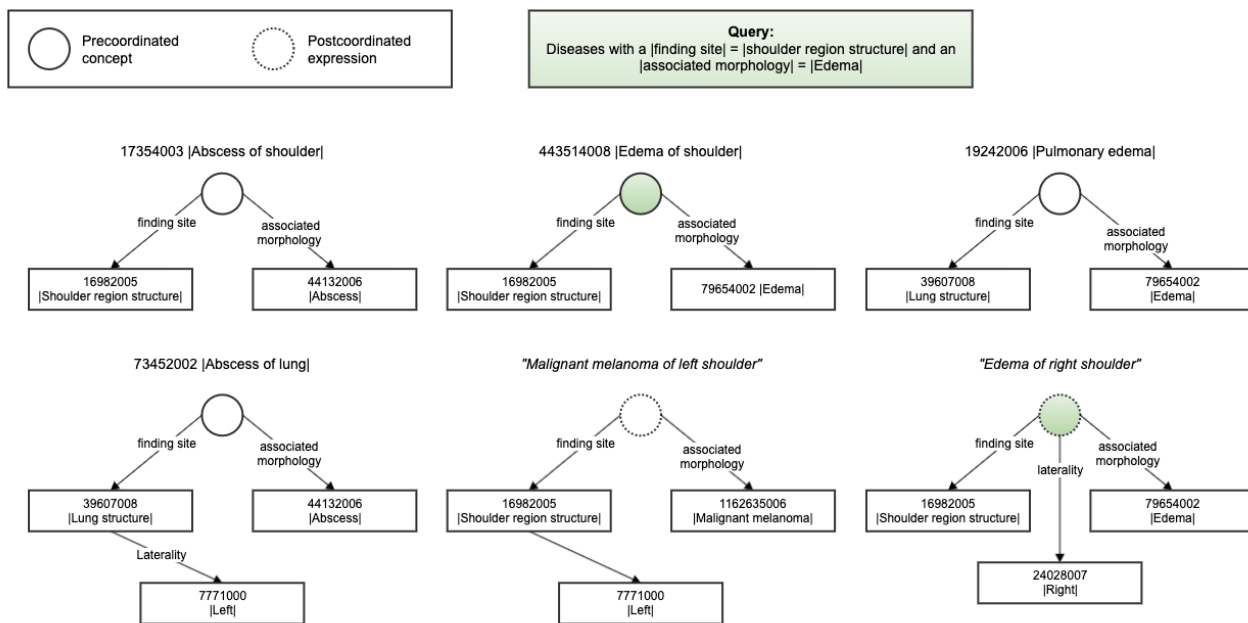 Precoordinated
concept
Postcoordinated
expression
Query:
Diseases with a |finding site| = |shoulder region structure| and an
|associated morphology| = |Edema|
17354003 |Abscess of shoulder|
finding site
associated
morphology
16982005
|Shoulder region structure|
44132006
|Abscess|
443514008 |Edema of shoulder|
finding site
associated
morphology
16982005
|Shoulder region structure|
79654002 |Edema|
19242006 |Pulmonary edema|
finding site
associated
morphology
39607008
|Lung structure|
79654002
|Edema|
73452002 |Abscess of lung|
finding site
associated
morphology
39607008
|Lung structure|
44132006
|Abscess|
Laterality
7771000
|Left|
"Malignant melanoma of left shoulder"
finding site
associated
morphology
16982005
|Shoulder region structure|
1162635006
|Malignant melanoma|
7771000
|Left|
"Edema of right shoulder"
finding site
associated
morphology
laterality
16982005
|Shoulder region structure|
79654002
|Edema|
24028007
|Right|